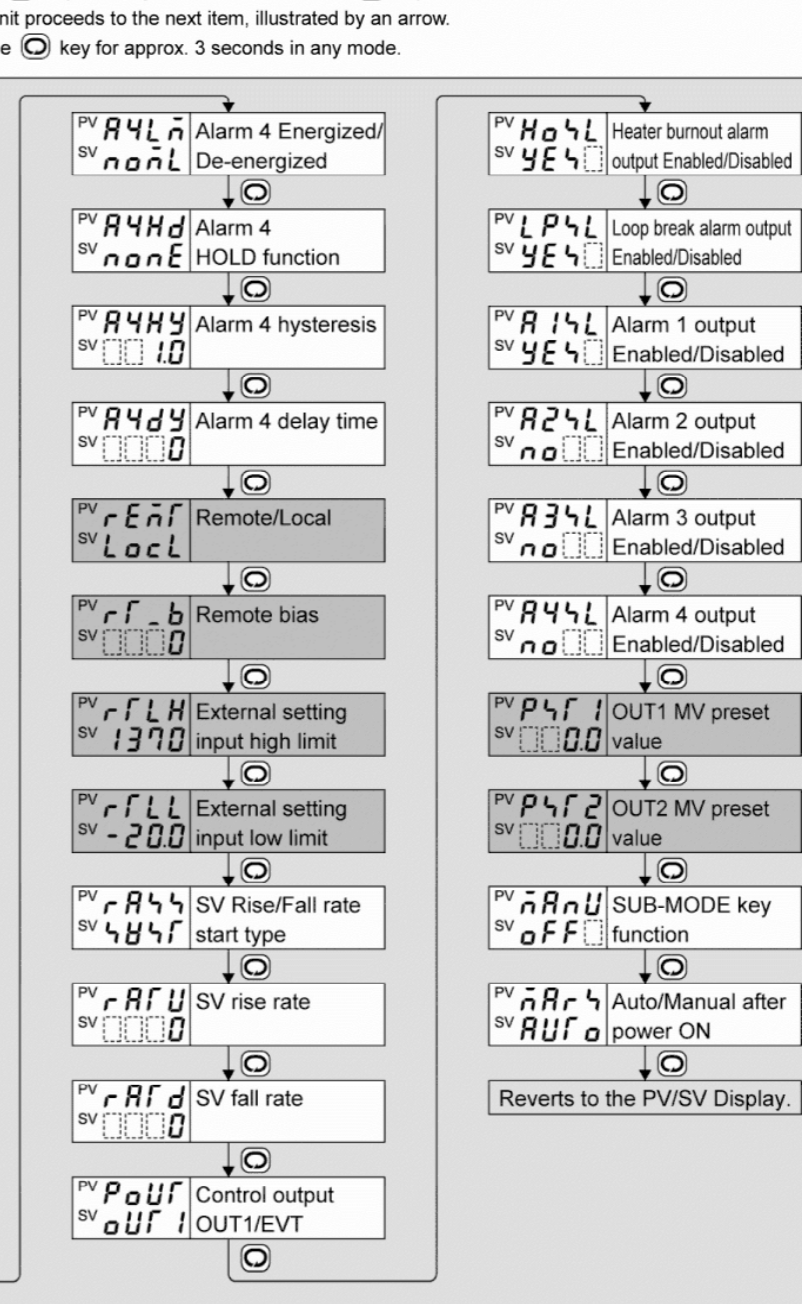 nit proceeds to the next item, illustrated by an arrow.
e key for approx. 3 seconds in any mode.
PV A4Lm Alarm 4 Energized/
SV noml De-energized
PV A4Hd Alarm 4
SV nonE HOLD function
PV A4HY Alarm 4 hysteresis
SV 1.0
PV A4dY Alarm 4 delay time
SV 0
PV rEmT Remote/Local
SV LocL
PV rT_b Remote bias
SV 0
PV rTLH External setting
SV 1370 input high limit
PV rTLL External setting
SV -20.0 input low limit
PV rASS SV Rise/Fall rate
SV start type
PV rATU SV rise rate
SV 0
PV rATd SV fall rate
SV 0
PV PoUT Control output
SV oUT1 OUT1/EVT
PV HoSL Heater burnout alarm
SV YES output Enabled/Disabled
PV LPSL Loop break alarm output
SV YES Enabled/Disabled
PV A1SL Alarm 1 output
SV YES Enabled/Disabled
PV A2SL Alarm 2 output
SV no Enabled/Disabled
PV A3SL Alarm 3 output
SV no Enabled/Disabled
PV A4SL Alarm 4 output
SV no Enabled/Disabled
PV PST1 OUT1 MV preset
SV 0.0 value
PV PST2 OUT2 MV preset
SV 0.0 value
PV mAnU SUB-MODE key
SV oFF function
PV mArS Auto/Manual after
SV AUTo power ON
Reverts to the PV/SV Display.